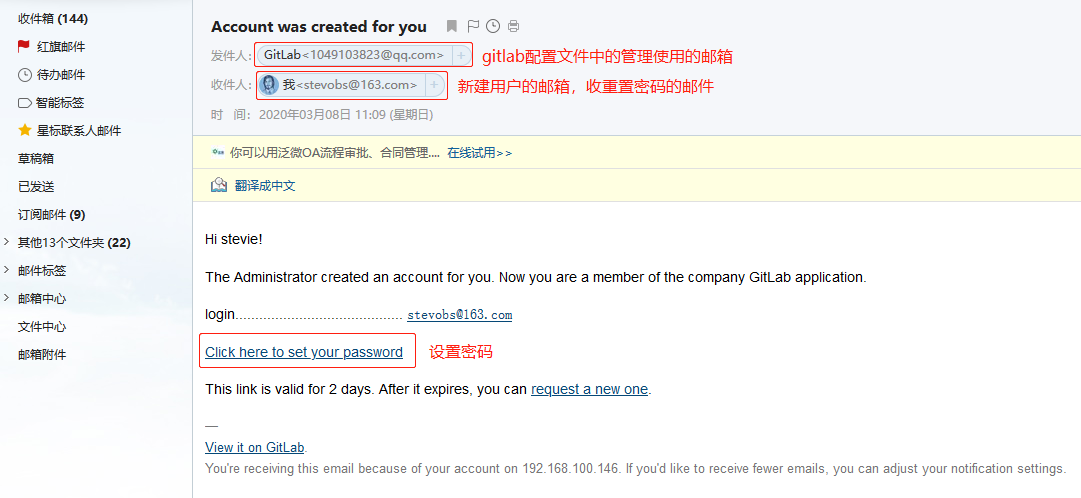 收件箱 (144)
红旗邮件
待办邮件
智能标签
星标联系人邮件
草稿箱
已发送
订阅邮件 (9)
其他13个文件夹 (22)
邮件标签
邮箱中心
文件中心
邮箱附件
Account was created for you
发件人: GitLab<1049103823@qq.com> + gitlab配置文件中的管理使用的邮箱
收件人: 我<stevobs@163.com> + 新建用户的邮箱，收重置密码的邮件
时 间: 2020年03月08日 11:09 (星期日)
你可以用泛微OA流程审批、合同管理.... 在线试用>>
翻译成中文
Hi stevie!
The Administrator created an account for you. Now you are a member of the company GitLab application.
login.......................................... stevobs@163.com
Click here to set your password 设置密码
This link is valid for 2 days. After it expires, you can request a new one.
—
View it on GitLab.
You're receiving this email because of your account on 192.168.100.146. If you'd like to receive fewer emails, you can adjust your notification settings.